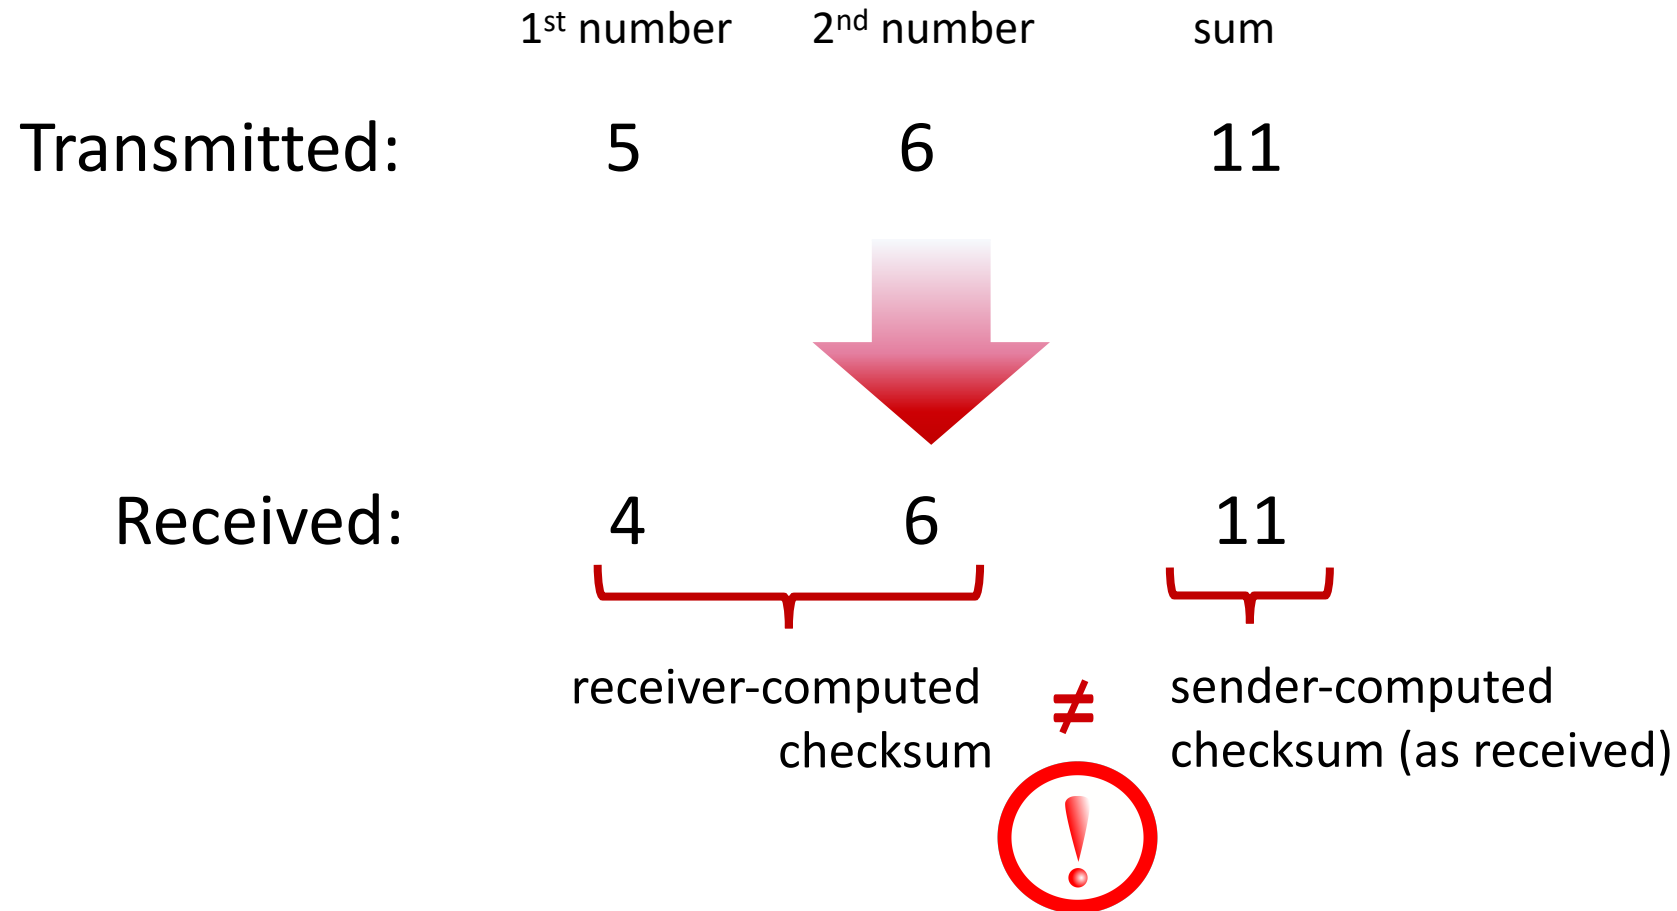 1st number 2nd number sum
Transmitted: 5 6 11
Received: 4 6 11
receiver-computed ≠ sender-computed
checksum checksum (as received)
!